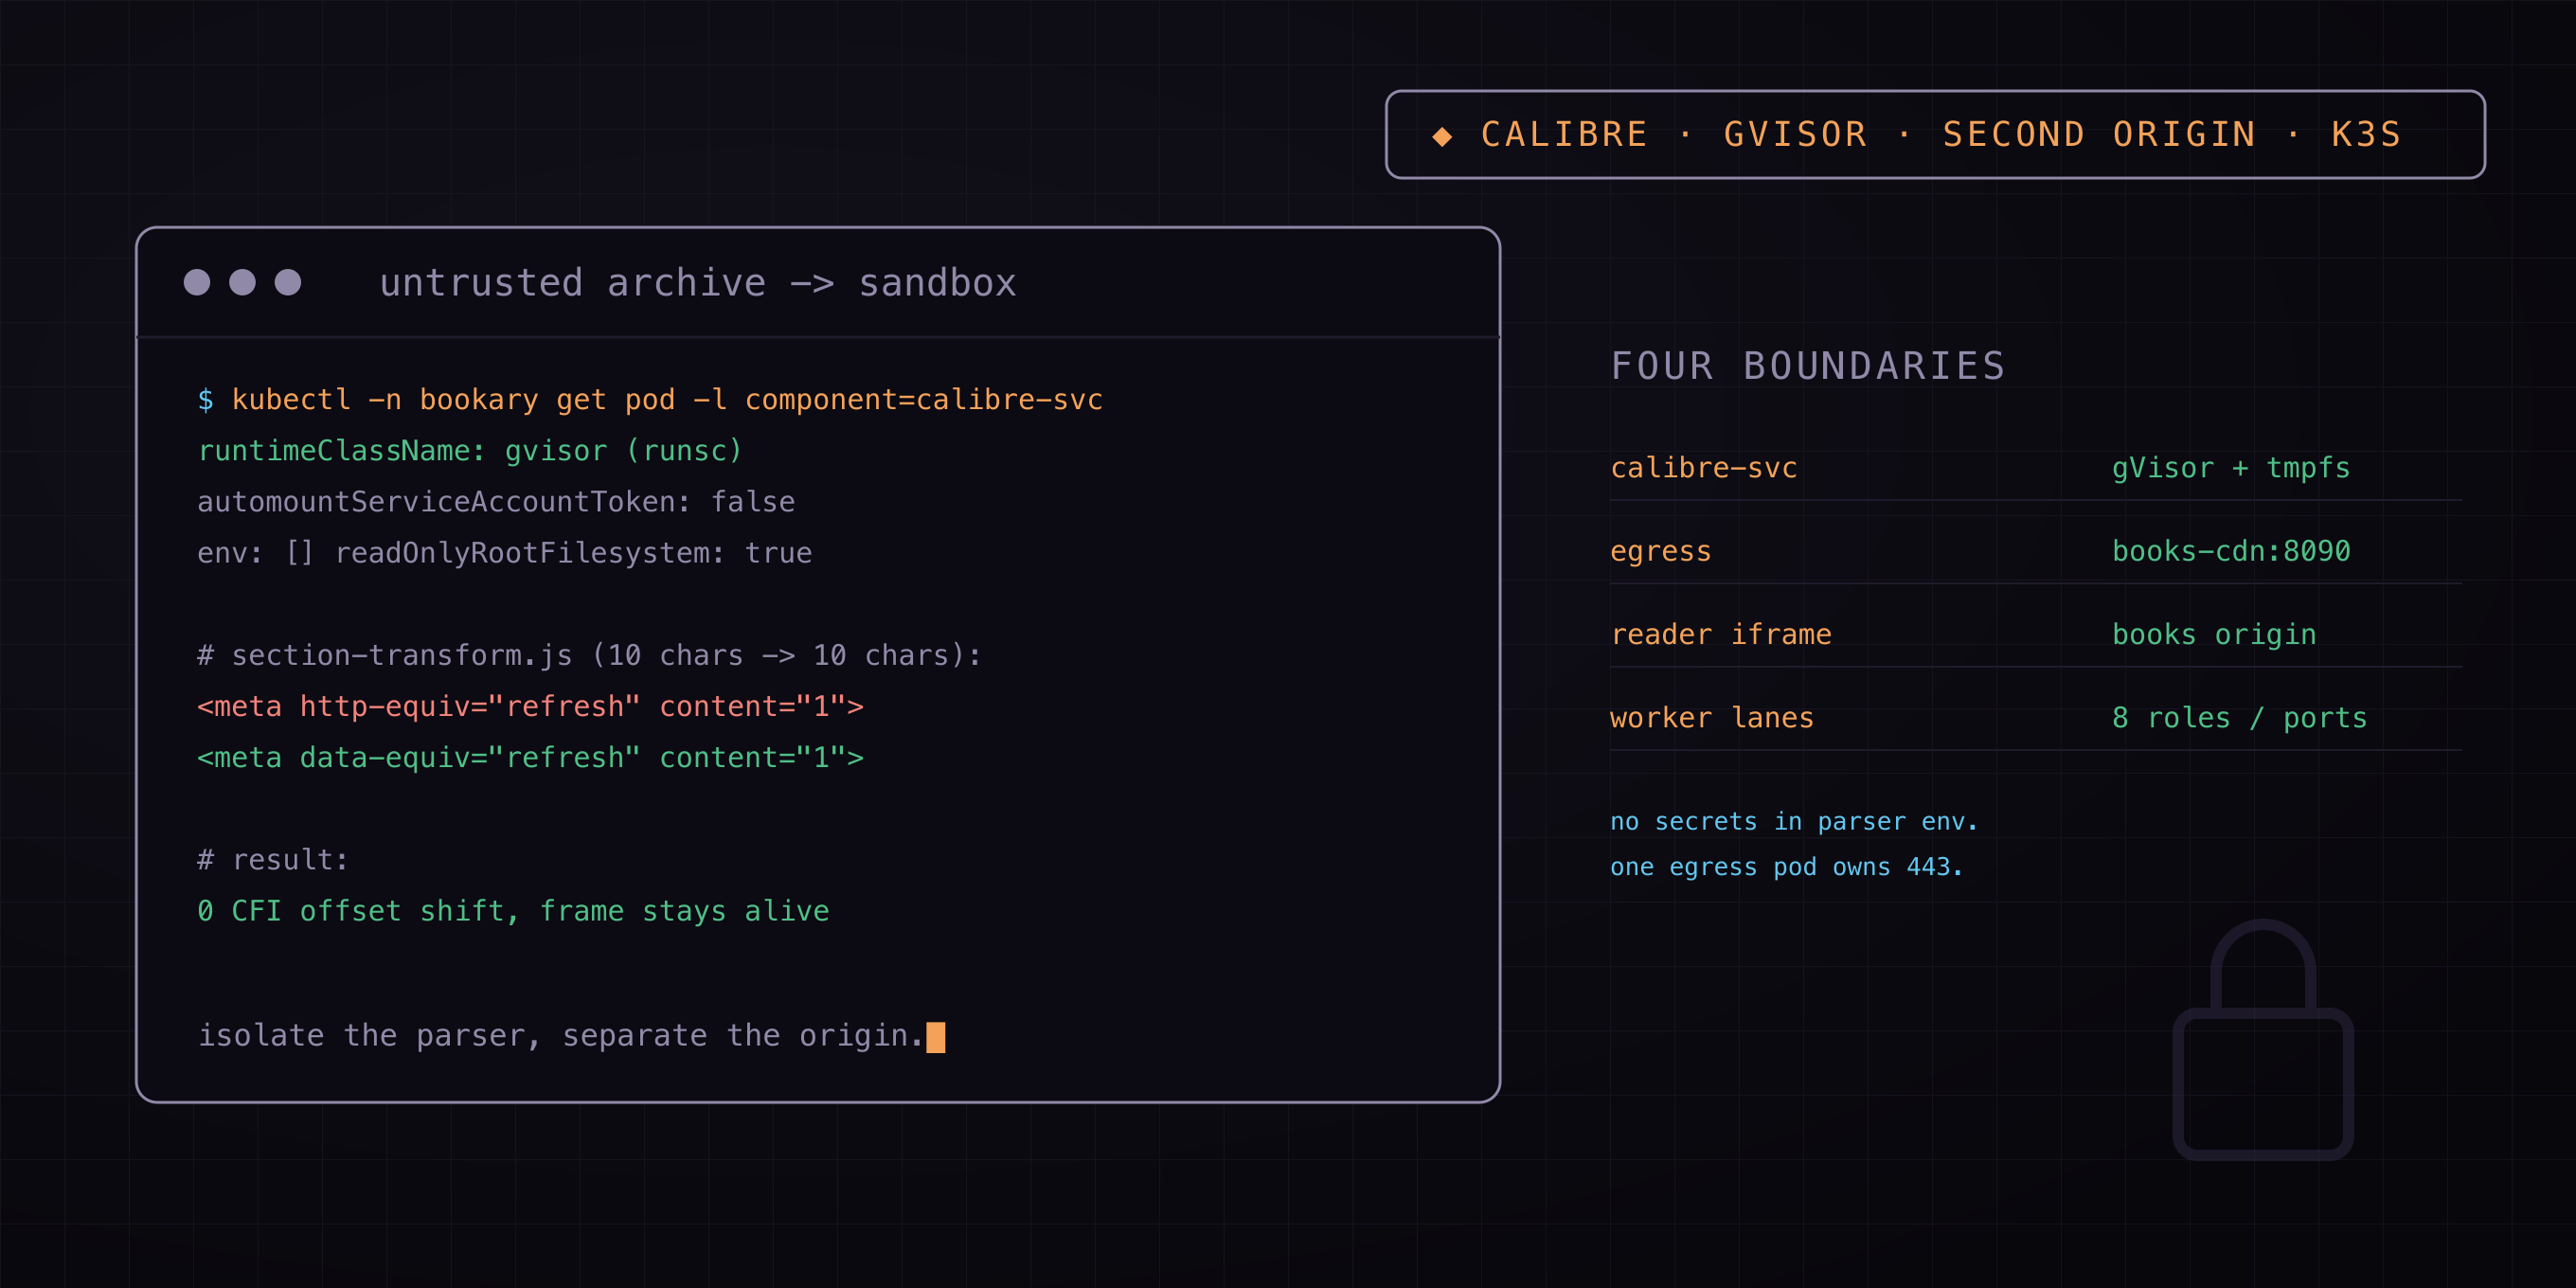 ◆ CALIBRE · GVISOR · SECOND ORIGIN · K3S
untrusted archive —> sandbox
$ kubectl -n bookary get pod -l component=calibre-svc
runtimeClassName: gvisor (runsc)
automountServiceAccountToken: false
env: [] readOnlyRootFilesystem: true
# section-transform.js (10 chars -> 10 chars):
<meta http-equiv="refresh" content="1">
<meta data-equiv="refresh" content="1">
# result:
0 CFI offset shift, frame stays alive
isolate the parser, separate the origin.
FOUR BOUNDARIES
calibre-svc gVisor + tmpfs
egress books-cdn:8090
reader iframe books origin
worker lanes 8 roles / ports
no secrets in parser env.
one egress pod owns 443.